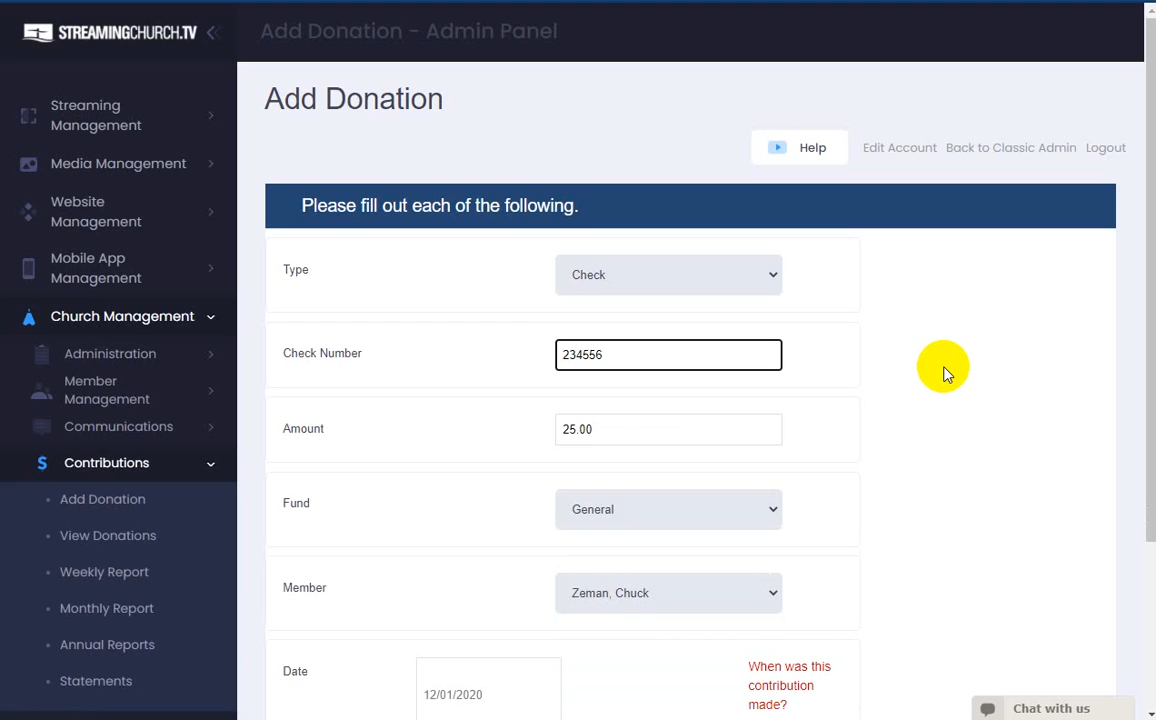 STREAMINGCHURCH.TV
Add Donation - Admin Panel
Streaming
Management
Media Management
Website
Management
Mobile App
Management
Church Management
Administration
Member
Management
Communications
Contributions
Add Donation
View Donations
Weekly Report
Monthly Report
Annual Reports
Statements
Add Donation
Help
Edit Account
Back to Classic Admin
Logout
Please fill out each of the following.
Type
Check
Check Number
234556
Amount
25.00
Fund
General
Member
Zeman, Chuck
Date
12/01/2020
When was this
contribution
made?
Chat with us